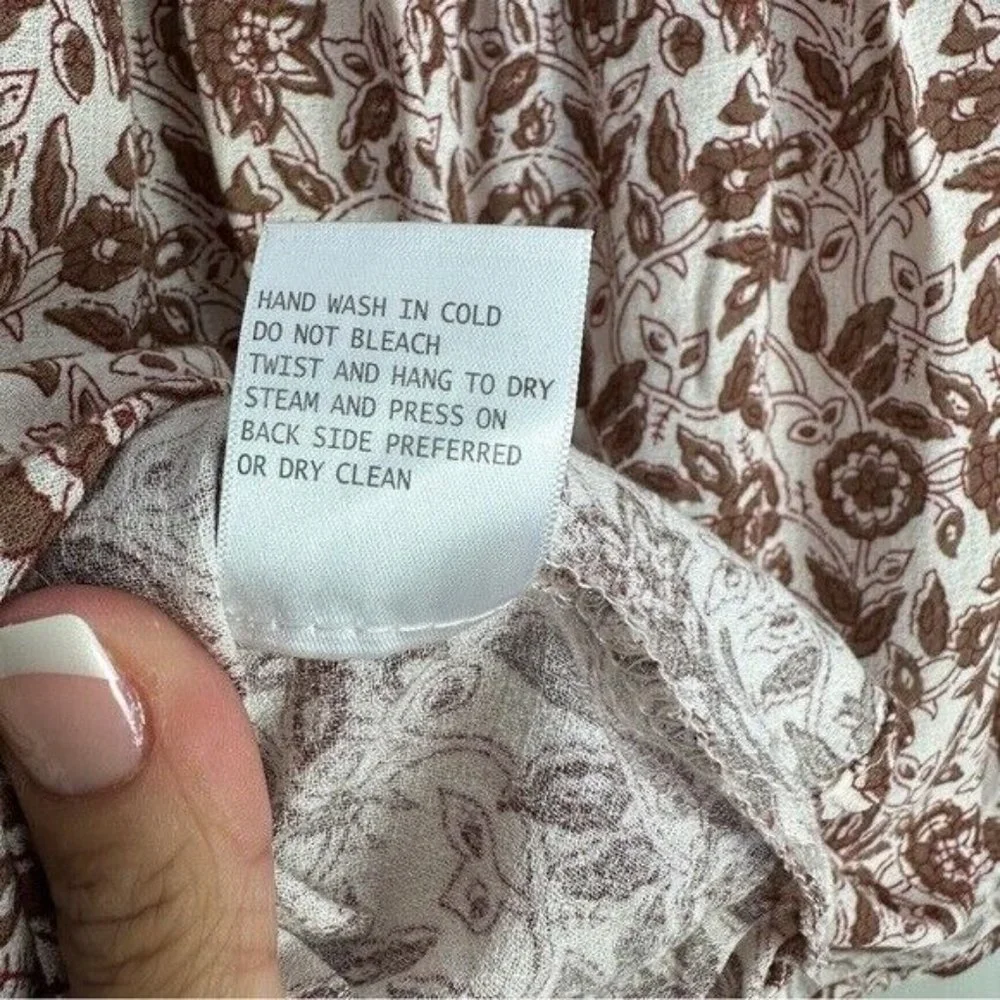 HAND WASH IN COLD
DO NOT BLEACH
TWIST AND HANG TO DRY
STEAM AND PRESS ON
BACK SIDE PREFERRED
OR DRY CLEAN